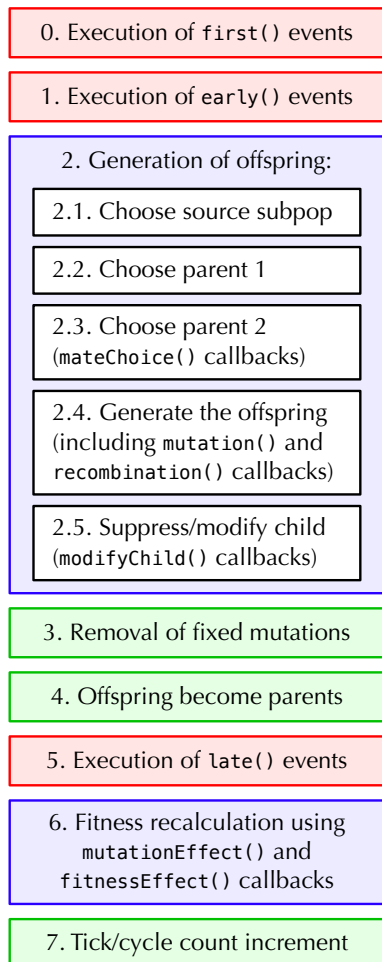 0. Execution of first() events
1. Execution of early() events
2. Generation of offspring:
2.1. Choose source subpop
2.2. Choose parent 1
2.3. Choose parent 2
(mateChoice() callbacks)
2.4. Generate the offspring
(including mutation() and
recombination() callbacks)
2.5. Suppress/modify child
(modifyChild() callbacks)
3. Removal of fixed mutations
4. Offspring become parents
5. Execution of late() events
6. Fitness recalculation using
mutationEffect() and
fitnessEffect() callbacks
7. Tick/cycle count increment